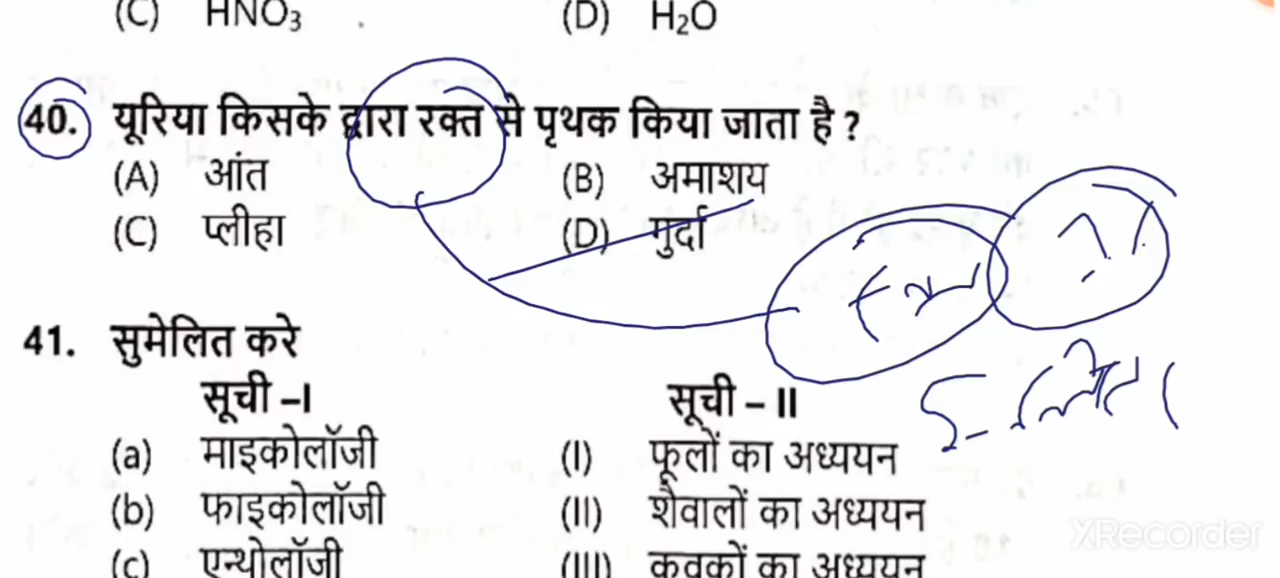 (C) HNO₃ (D) H₂O
40. यूरिया किसके द्वारा रक्त से पृथक किया जाता है ?
(A) आंत (B) अमाशय
(C) प्लीहा (D) गुर्दा
41. सुमेलित करे
सूची –I सूची – II
(a) माइकोलॉजी (I) फूलों का अध्ययन
(b) फाइकोलॉजी (II) शैवालों का अध्ययन
(c) एन्थोलॉजी (III) कवकों का अध्ययन
XRecorder